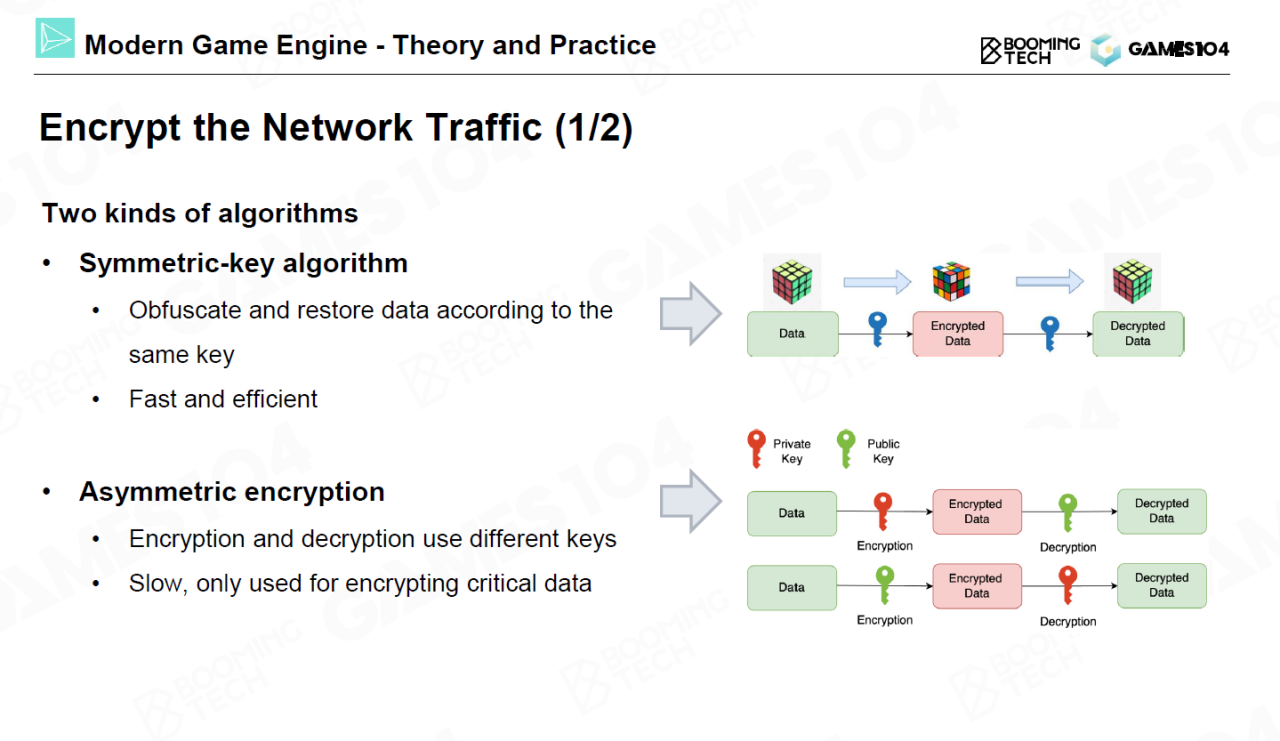 Modern Game Engine - Theory and Practice
BOOMING
TECH
GAMES104
Encrypt the Network Traffic (1/2)
Two kinds of algorithms
• Symmetric-key algorithm
• Obfuscate and restore data according to the
same key
• Fast and efficient
Data
Encrypted
Data
Decrypted
Data
• Asymmetric encryption
• Encryption and decryption use different keys
• Slow, only used for encrypting critical data
Private
Key
Public
Key
Data
Encryption
Encrypted
Data
Decryption
Decrypted
Data
Data
Encryption
Encrypted
Data
Decryption
Decrypted
Data